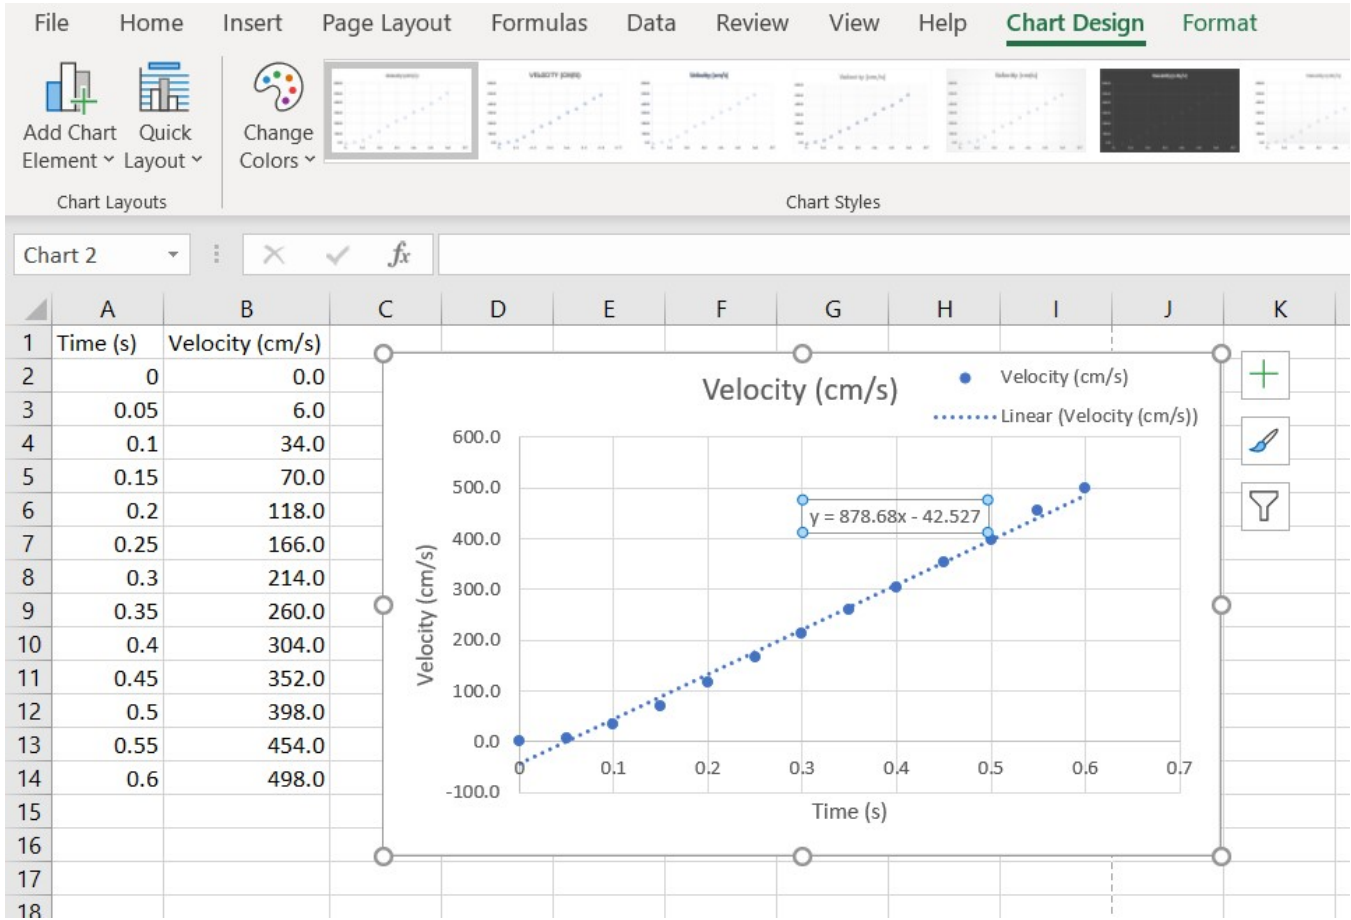 File Home Insert Page Layout Formulas Data Review View Help Chart Design Format
Add Chart Element
Quick Layout
Change Colors
Chart Layouts
Chart Styles
Chart 2
fx
A B C D E F G H I J K
1 Time (s) Velocity (cm/s)
2 0 0.0
3 0.05 6.0
4 0.1 34.0
5 0.15 70.0
6 0.2 118.0
7 0.25 166.0
8 0.3 214.0
9 0.35 260.0
10 0.4 304.0
11 0.45 352.0
12 0.5 398.0
13 0.55 454.0
14 0.6 498.0
15
16
17
18
Velocity (cm/s)
Velocity (cm/s)
Linear (Velocity (cm/s))
y = 878.68x - 42.527
Velocity (cm/s)
600.0
500.0
400.0
300.0
200.0
100.0
0.0
-100.0
0 0.1 0.2 0.3 0.4 0.5 0.6 0.7
Time (s)